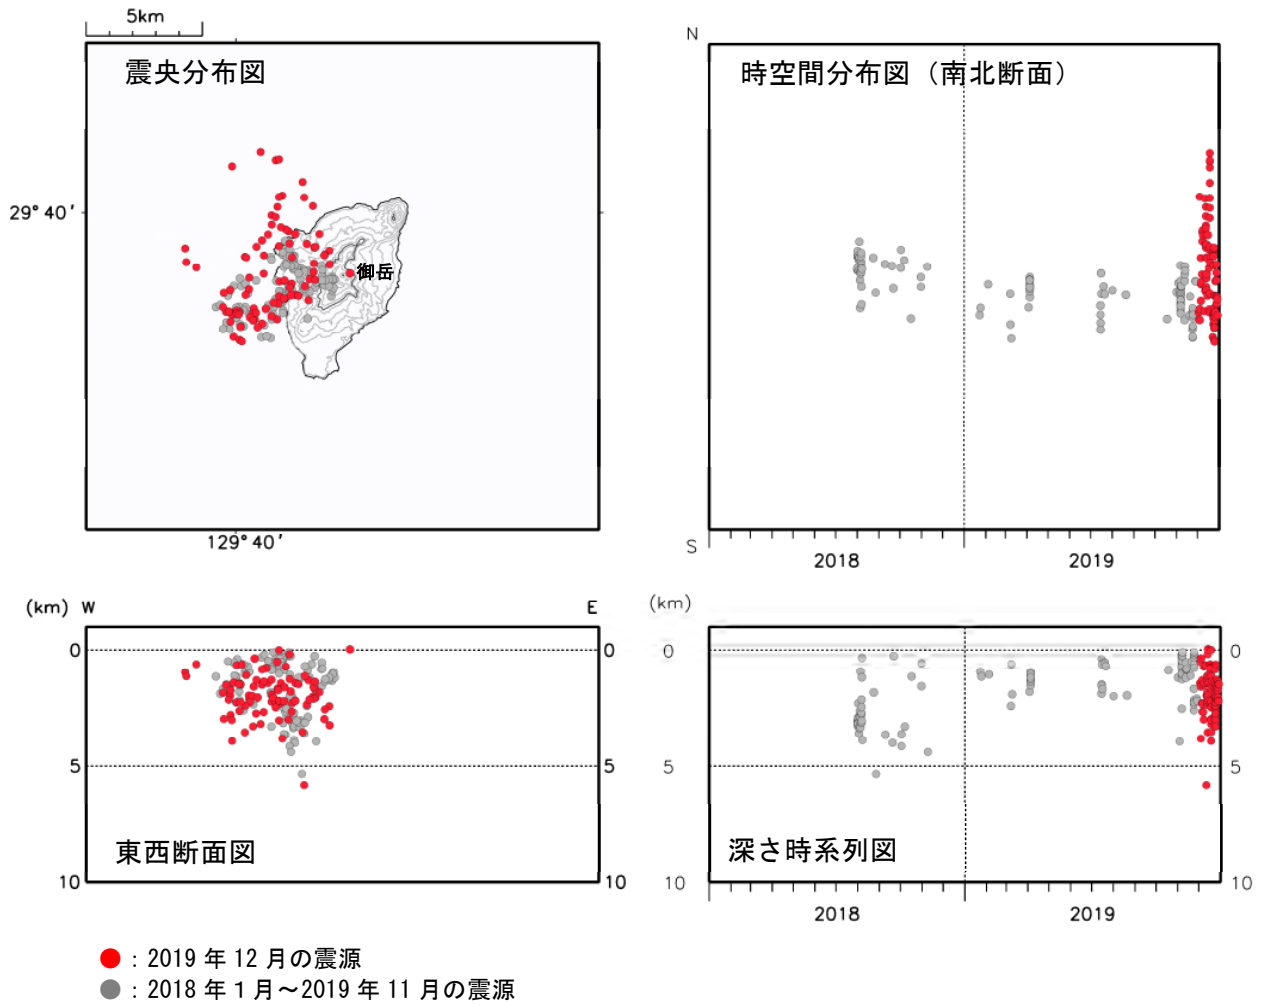 5km
震央分布図
29°40′
御岳
129°40′
N
時空間分布図（南北断面）
S
2018
2019
(km) W
E
0
0
5
5
10
10
東西断面図
(km)
0
0
5
5
10
10
深さ時系列図
2018
2019
：2019 年 12 月の震源
：2018 年 1 月～2019 年 11 月の震源